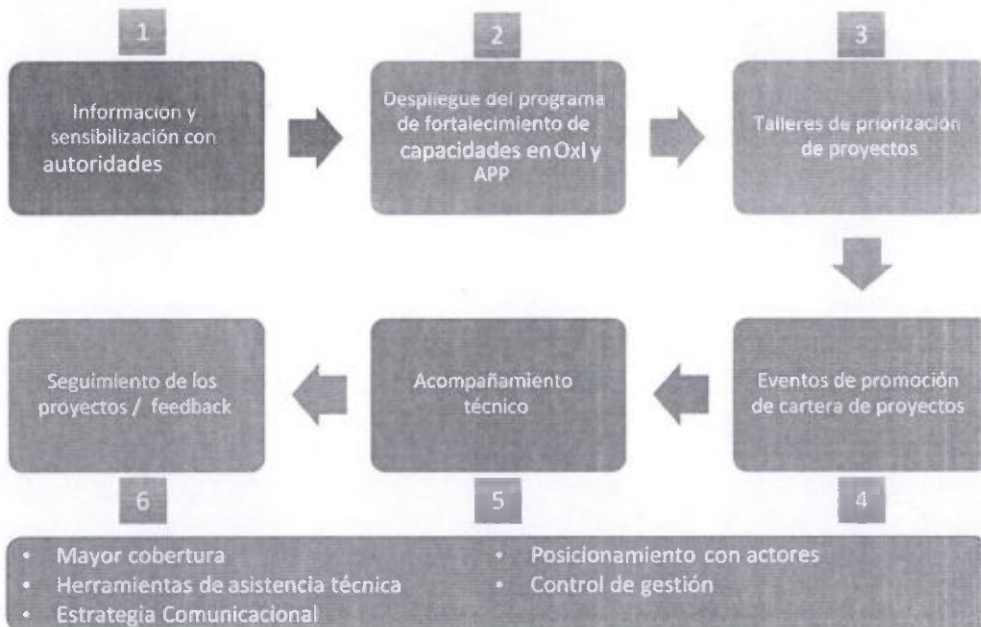 1
Información y
sensibilización con
autoridades
2
Despliegue del programa
de fortalecimiento de
capacidades en OxI y
APP
3
Talleres de priorización
de proyectos
Eventos de promoción
de cartera de proyectos
4
Acompañamiento
técnico
5
Seguimiento de los
proyectos / feedback
6
• Mayor cobertura
• Herramientas de asistencia técnica
• Estrategia Comunicacional
• Posicionamiento con actores
• Control de gestión